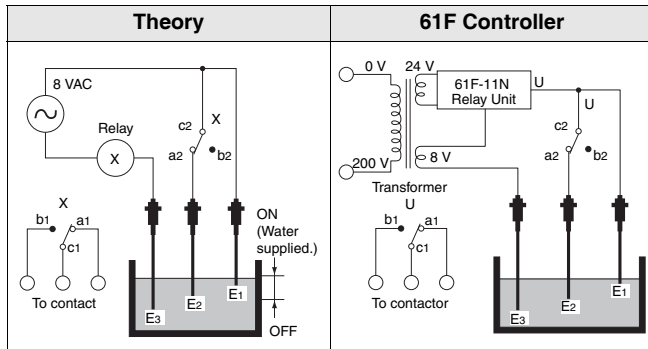 Theory
8 VAC
Relay
X
c2
X
a2
b2
X
b1
a1
c1
To contact
ON
(Water
supplied.)
OFF
E3
E2
E1
61F Controller
0 V
24 V
61F-11N
Relay Unit
U
U
c2
a2
b2
200 V
8 V
Transformer
U
b1
a1
c1
To contactor
E3
E2
E1